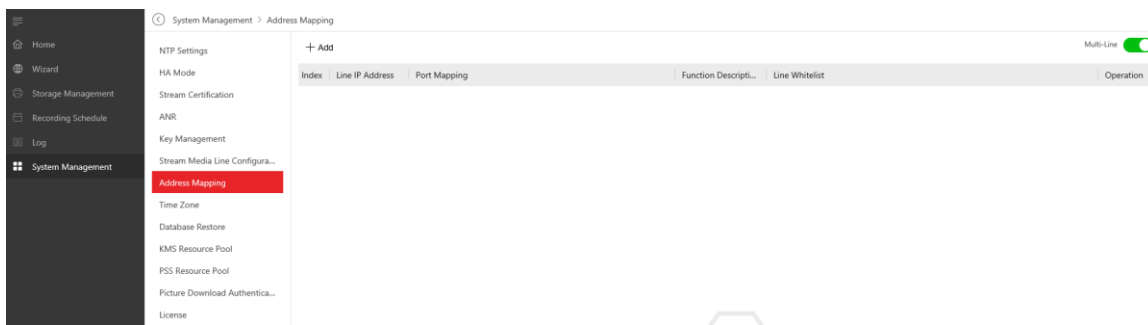 System Management > Address Mapping
Home
Wizard
Storage Management
Recording Schedule
Log
System Management
NTP Settings
HA Mode
Stream Certification
ANR
Key Management
Stream Media Line Configura...
Address Mapping
Time Zone
Database Restore
KMS Resource Pool
PSS Resource Pool
Picture Download Authentica...
License
+ Add
Multi-Line
Index Line IP Address Port Mapping Function Descripti... Line Whitelist Operation